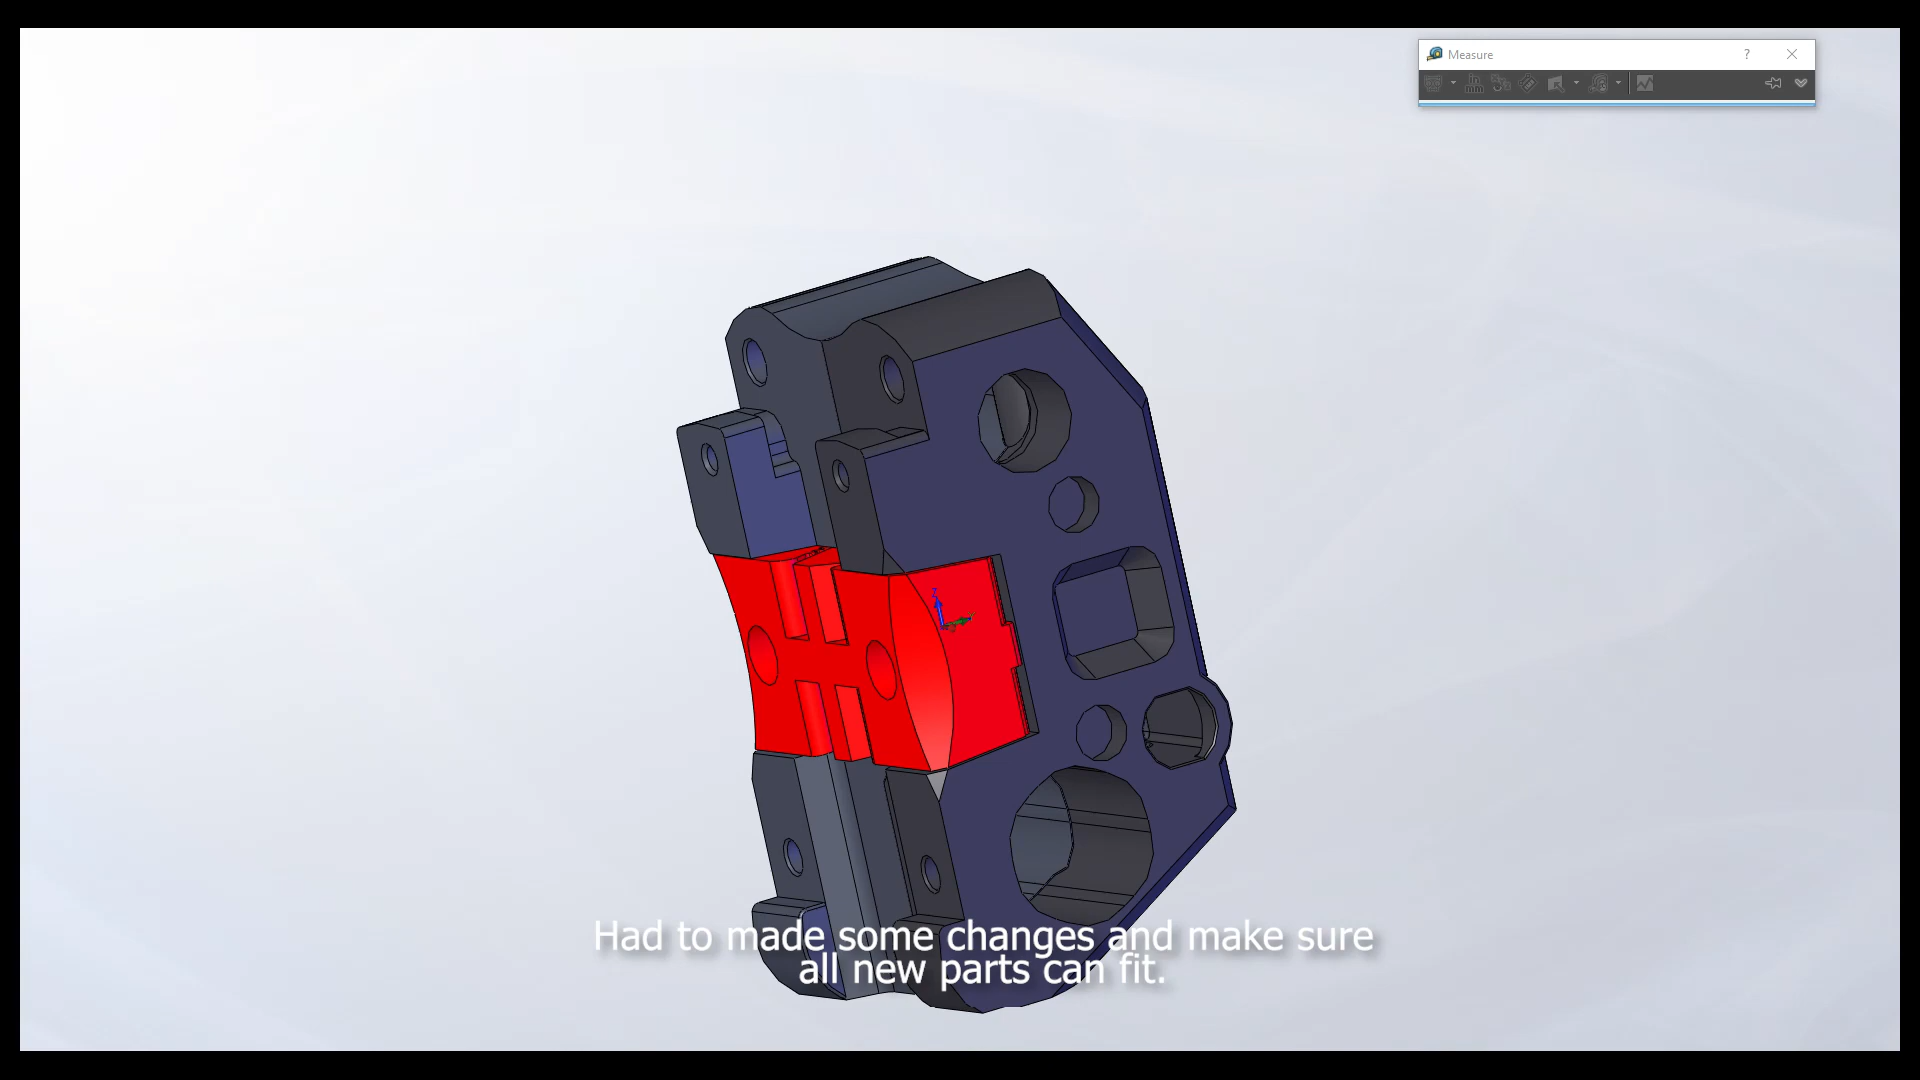 Measure
?
Z
Had to made some changes and make sure
all new parts can fit.